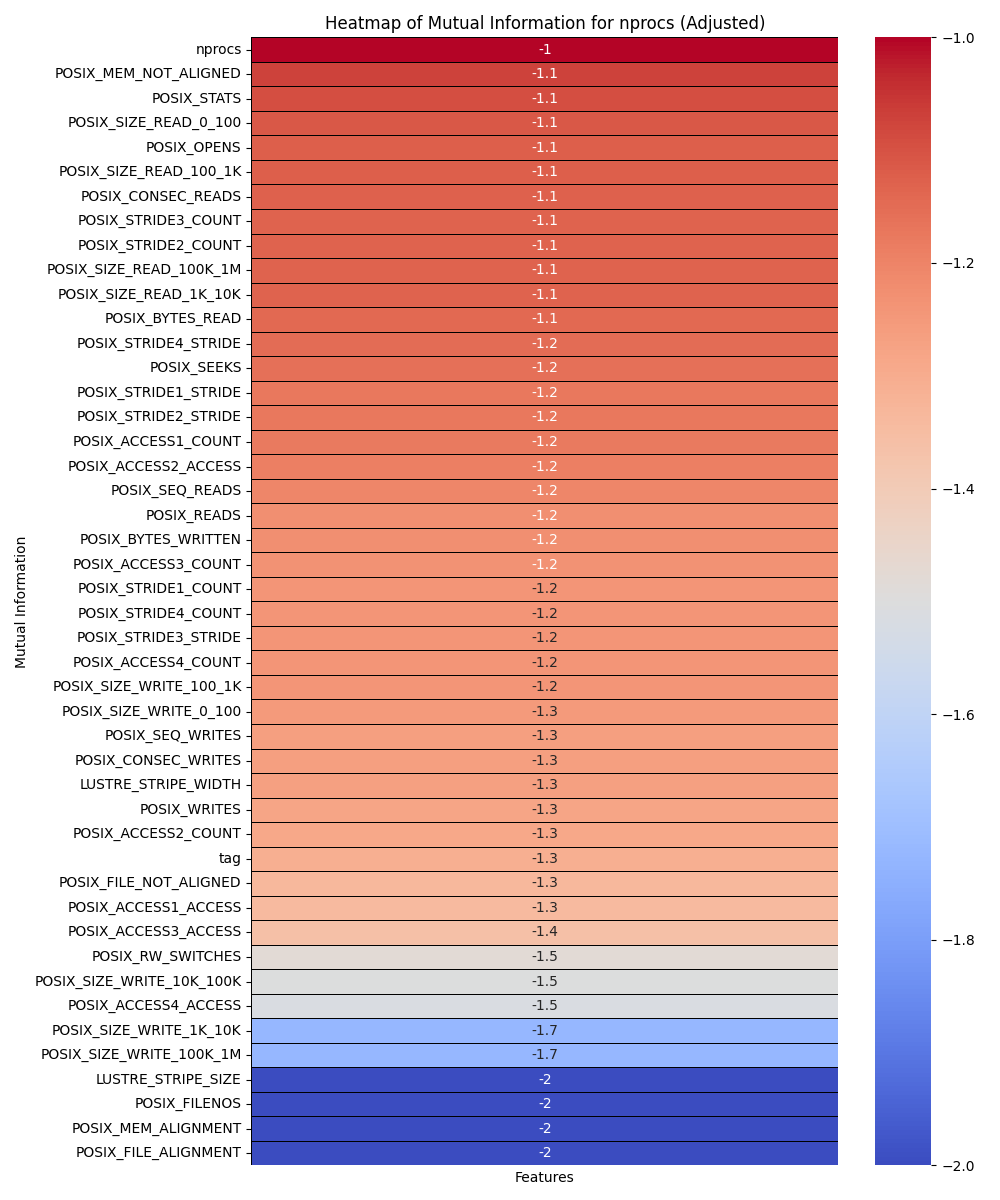 Heatmap of Mutual Information for nprocs (Adjusted)
nprocs -1
POSIX_MEM_NOT_ALIGNED -1.1
POSIX_STATS -1.1
POSIX_SIZE_READ_0_100 -1.1
POSIX_OPENS -1.1
POSIX_SIZE_READ_100_1K -1.1
POSIX_CONSEC_READS -1.1
POSIX_STRIDE3_COUNT -1.1
POSIX_STRIDE2_COUNT -1.1
POSIX_SIZE_READ_100K_1M -1.1
POSIX_SIZE_READ_1K_10K -1.1
POSIX_BYTES_READ -1.1
POSIX_STRIDE4_STRIDE -1.2
POSIX_SEEKS -1.2
POSIX_STRIDE1_STRIDE -1.2
POSIX_STRIDE2_STRIDE -1.2
POSIX_ACCESS1_COUNT -1.2
POSIX_ACCESS2_ACCESS -1.2
POSIX_SEQ_READS -1.2
POSIX_READS -1.2
POSIX_BYTES_WRITTEN -1.2
POSIX_ACCESS3_COUNT -1.2
POSIX_STRIDE1_COUNT -1.2
POSIX_STRIDE4_COUNT -1.2
POSIX_STRIDE3_STRIDE -1.2
POSIX_ACCESS4_COUNT -1.2
POSIX_SIZE_WRITE_100_1K -1.2
POSIX_SIZE_WRITE_0_100 -1.3
POSIX_SEQ_WRITES -1.3
POSIX_CONSEC_WRITES -1.3
LUSTRE_STRIPE_WIDTH -1.3
POSIX_WRITES -1.3
POSIX_ACCESS2_COUNT -1.3
tag -1.3
POSIX_FILE_NOT_ALIGNED -1.3
POSIX_ACCESS1_ACCESS -1.3
POSIX_ACCESS3_ACCESS -1.4
POSIX_RW_SWITCHES -1.5
POSIX_SIZE_WRITE_10K_100K -1.5
POSIX_ACCESS4_ACCESS -1.5
POSIX_SIZE_WRITE_1K_10K -1.7
POSIX_SIZE_WRITE_100K_1M -1.7
LUSTRE_STRIPE_SIZE -2
POSIX_FILENOS -2
POSIX_MEM_ALIGNMENT -2
POSIX_FILE_ALIGNMENT -2
Mutual Information
Features
−1.0
−1.2
−1.4
−1.6
−1.8
−2.0